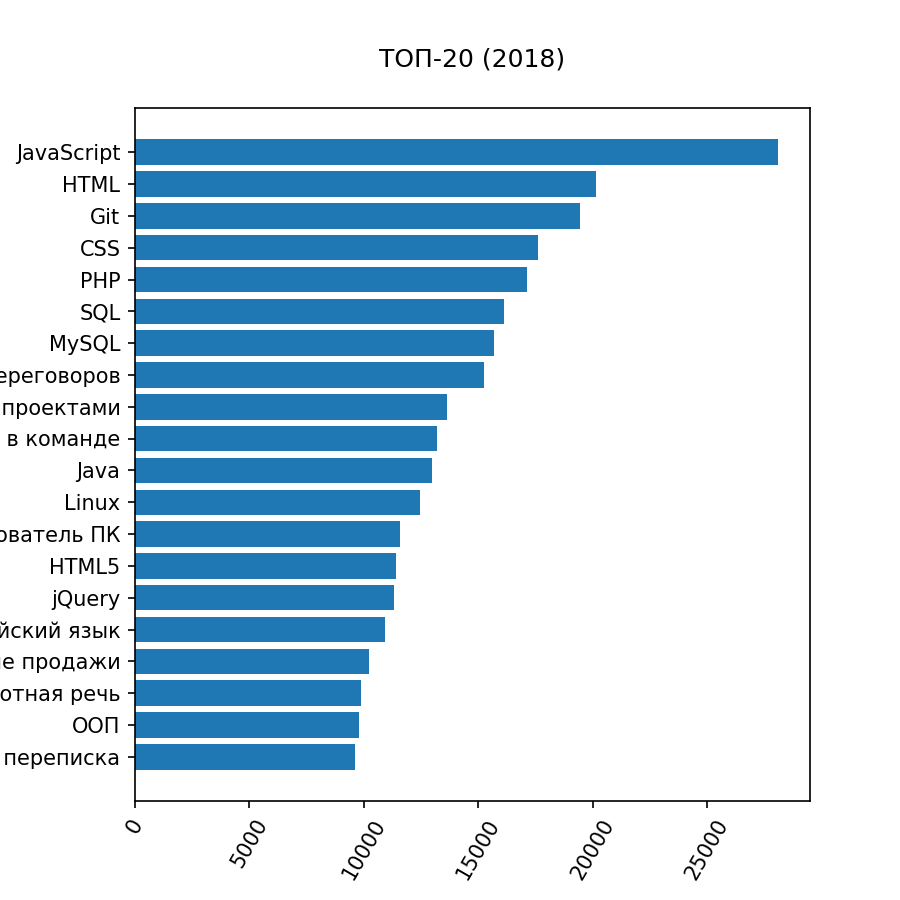 ТОП-20 (2018)
JavaScript
HTML
Git
CSS
PHP
SQL
MySQL
ереговоров
проектами
в команде
Java
Linux
ователь ПК
HTML5
jQuery
йский язык
е продажи
отная речь
ООП
переписка
0
5000
10000
15000
20000
25000